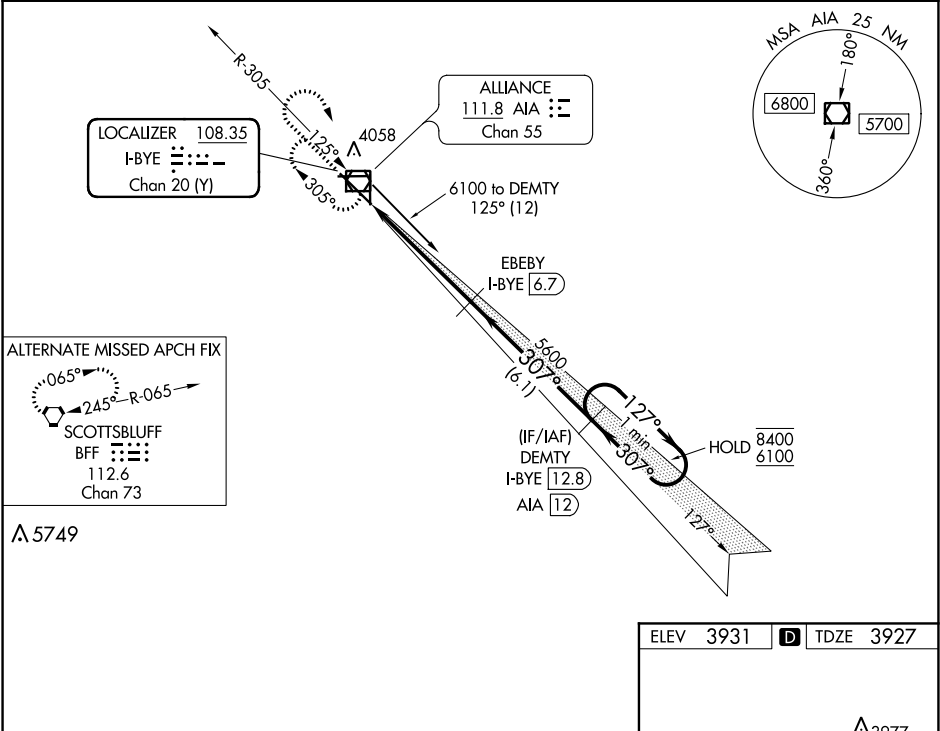 MSA AIA 25 NM
180°
6800
5700
360°
R-305
125°
305°
4058
ALLIANCE
111.8 AIA
Chan 55
LOCALIZER 108.35
I-BYE
Chan 20 (Y)
6100 to DEMTY
125° (12)
EBEBY
I-BYE 6.7
5600
307°
(6.1)
127°
1 min
307°
HOLD 8400
6100
(IF/IAF)
DEMTY
I-BYE 12.8
AIA 12
127°
ALTERNATE MISSED APCH FIX
065°
245°
R-065
SCOTTSBLUFF
BFF
112.6
Chan 73
5749
ELEV 3931 D TDZE 3927